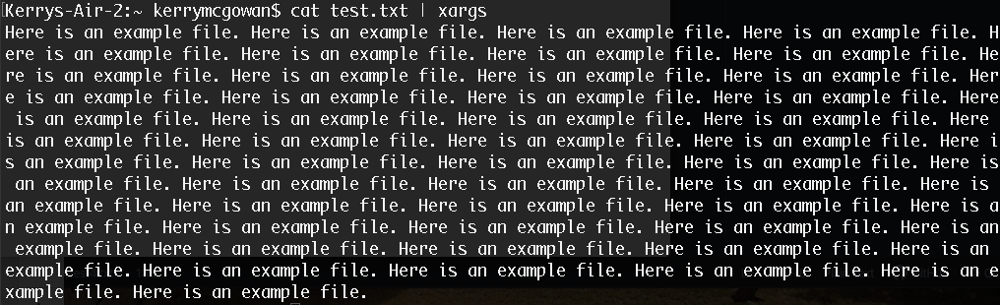 Kerrys-Air-2:~ kerrymcgowan$ cat test.txt | xargs
Here is an example file. Here is an example file. Here is an example file. Here is an example file. H
ere is an example file. Here is an example file. Here is an example file. Here is an example file. He
re is an example file. Here is an example file. Here is an example file. Here is an example file. Her
e is an example file. Here is an example file. Here is an example file. Here is an example file. Here
 is an example file. Here is an example file. Here is an example file. Here is an example file. Here 
is an example file. Here is an example file. Here is an example file. Here is an example file. Here i
s an example file. Here is an example file. Here is an example file. Here is an example file. Here is
 an example file. Here is an example file. Here is an example file. Here is an example file. Here is 
an example file. Here is an example file. Here is an example file. Here is an example file. Here is a
n example file. Here is an example file. Here is an example file. Here is an example file. Here is an
 example file. Here is an example file. Here is an example file. Here is an example file. Here is an 
example file. Here is an example file. Here is an example file. Here is an example file. Here is an e
xample file. Here is an example file.